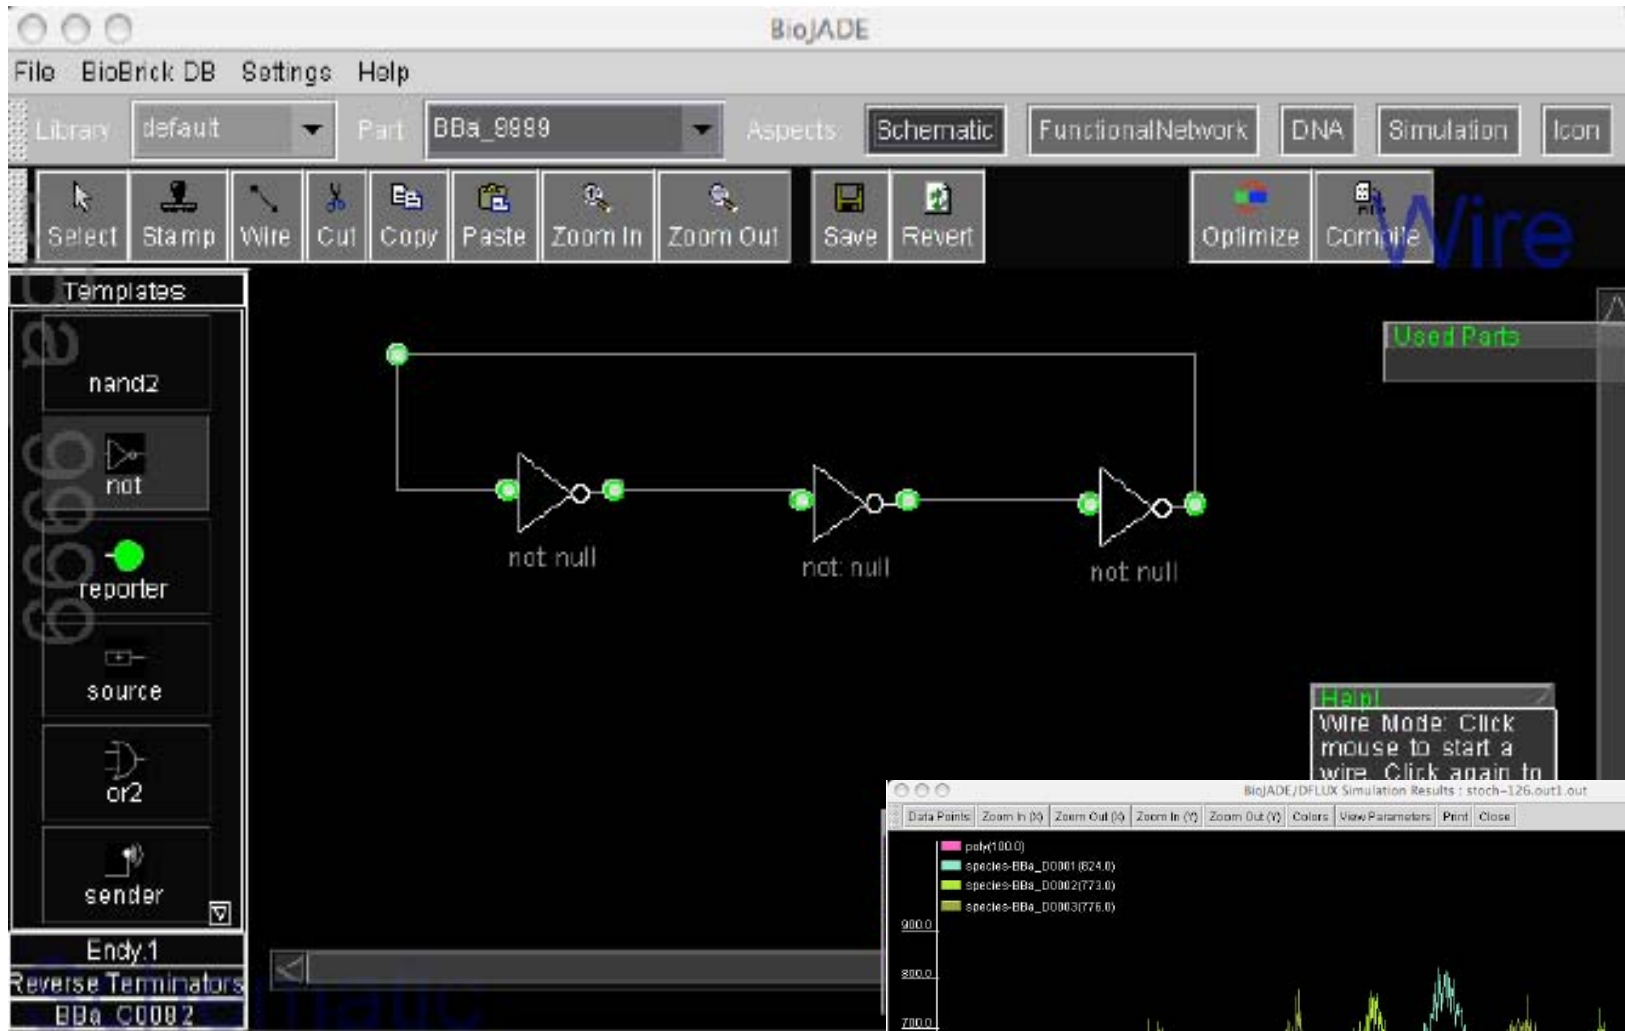 BioJADE
File BioBrick DB Settings Help
Library default Part BBa_9999 Aspects Schematic FunctionalNetwork DNA Simulation Icon
Select Stamp Wire Cut Copy Paste Zoom In Zoom Out Save Revert Optimize Compile
Wire
Templates
nand2
not
reporter
source
or2
sender
Endy.1
Reverse Terminators
BBa_C0082
Schematic
not null
not: null
not null
Used Parts
Help!
Wire Mode: Click
mouse to start a
wire. Click again to
BioJADE/DFLUX Simulation Results : stoch-126.out1.out
Data Points Zoom In (X) Zoom Out (X) Zoom In (Y) Zoom Out (Y) Colors View Parameters Print Close
poly(100.0)
species-BBa_D0001(824.0)
species-BBa_D0002(773.0)
species-BBa_D0003(776.0)
900.0
800.0
700.0